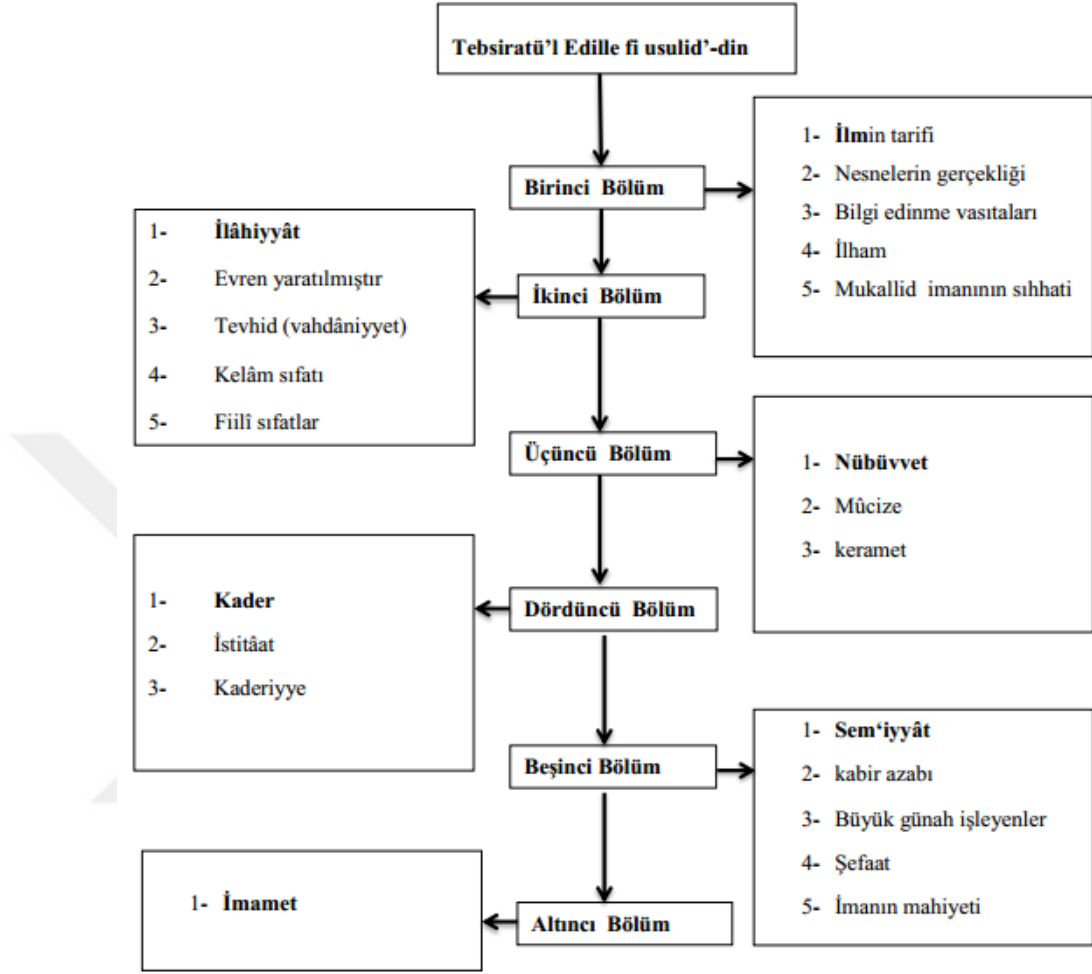 Tebsiratü’l Edille fi usulid’-din
Birinci Bölüm
1- İlmin tarifi
2- Nesnelerin gerçekliği
3- Bilgi edinme vasıtaları
4- İlham
5- Mukallid imanının sıhhati
İkinci Bölüm
1- İlâhiyyât
2- Evren yaratılmıştır
3- Tevhid (vahdâniyyet)
4- Kelâm sıfatı
5- Fiilî sıfatlar
Üçüncü Bölüm
1- Nübüvvet
2- Mûcize
3- keramet
Dördüncü Bölüm
1- Kader
2- İstitâat
3- Kaderiyye
Beşinci Bölüm
1- Sem‘iyyât
2- kabir azabı
3- Büyük günah işleyenler
4- Şefaat
5- İmanın mahiyeti
Altıncı Bölüm
1- İmamet